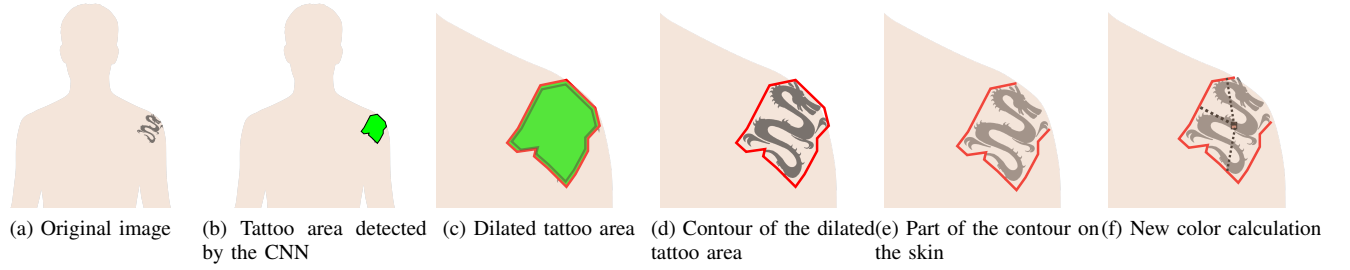 (a) Original image
(b) Tattoo area detected
by the CNN
(c) Dilated tattoo area
(d) Contour of the dilated
tattoo area
(e) Part of the contour on
the skin
(f) New color calculation